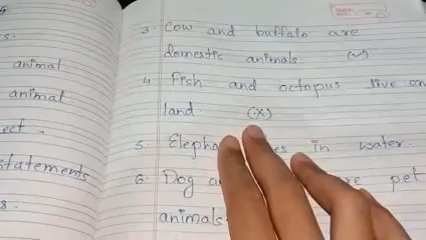 s.
animal
animal
ect.
statements
s.
3. Cow and buffalo are
domestic animals (✓)
4. Fish and octopus live on
land. (X)
5. in water.
6. Dog pet
animals